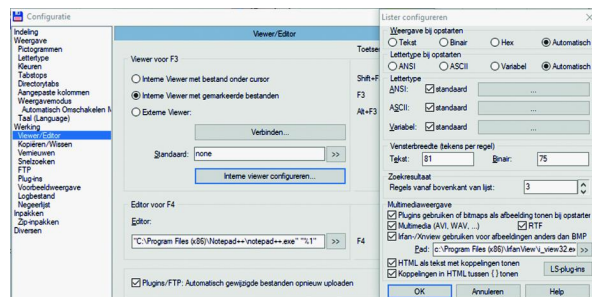 Configuratie
Indeling
Weergave
Pictogrammen
Lettertype
Kleuren
Tabstops
Directorytabs
Aangepaste kolommen
Weergavemodus
Automatisch Omschakelen M
Taal (Language)
Werking
Viewer/Editor
Kopiëren/Wissen
Vernieuwen
Snelzoeken
FTP
Plug-ins
Voorbeeldweergave
Logbestand
Negeerlijst
Inpakken
Zip-inpakken
Diversen
Viewer/Editor
Toetsen
Viewer voor F3
Interne Viewer met bestand onder cursor
Shift+F
Interne Viewer met gemarkeerde bestanden
F3
Externe Viewer:
Alt+F3
Verbinden...
Standaard: none >>
Interne viewer configureren...
Editor voor F4
Editor:
"C:\Program Files (x86)\Notepad++\notepad++.exe" "%1" >> F4
Plugins/FTP: Automatisch gewijzigde bestanden opnieuw uploaden
Lister configureren
Weergave bij opstarten
Tekst Binair Hex Automatisch
Lettertype bij opstarten
ANSI ASCII Variabel Automatisch
Lettertype
ANSI: standaard ...
ASCII: standaard ...
Variabel: standaard ...
Vensterbreedte (tekens per regel)
Tekst: 81 Binair: 75
Zoekresultaat
Regels vanaf bovenkant van lijst: 3
Multimediaweergave
Plugins gebruiken of bitmaps als afbeelding tonen bij opstarten
Multimedia (AVI, WAV, ...) RTF
Irfan-/Xnview gebruiken voor afbeeldingen anders dan BMP
Pad: c:\Program Files (x86)\IrfanView\i_view32.ex >>
HTML als tekst met koppelingen tonen
Koppelingen in HTML tussen { } tonen
LS-plug-ins
OK Annuleren Help